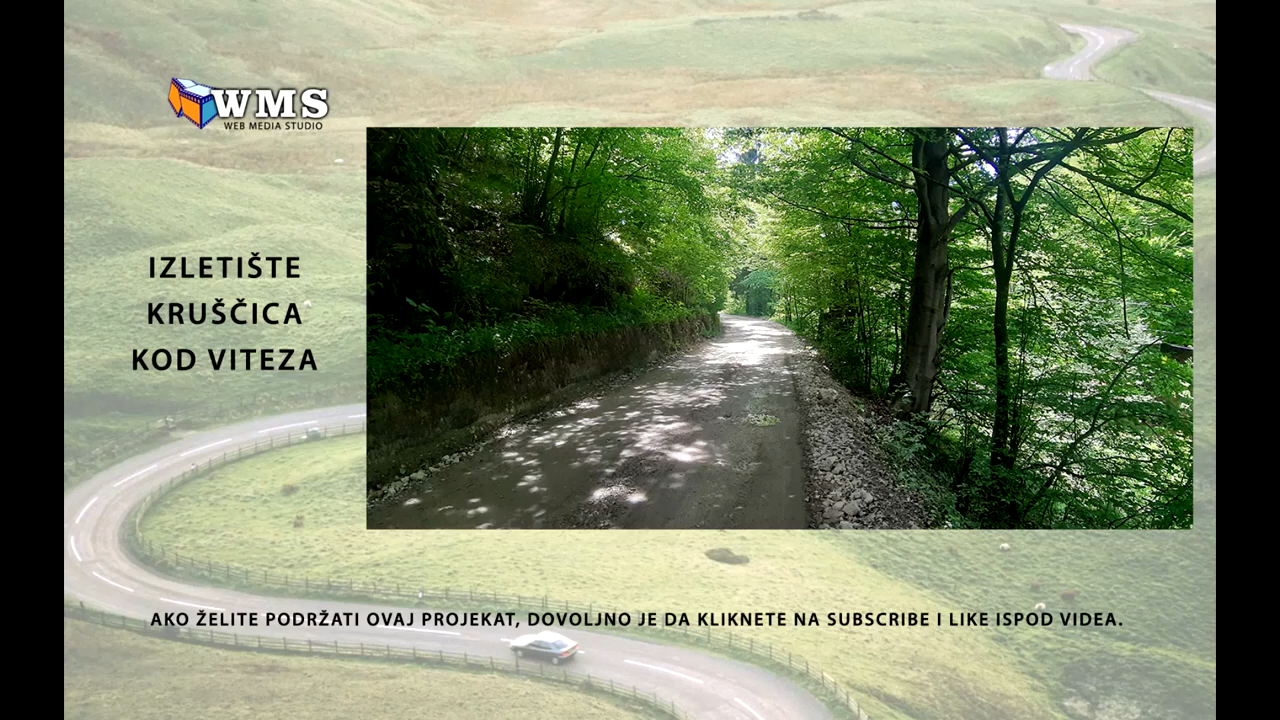 WMS
WEB MEDIA STUDIO
IZLETIŠTE
KRUŠČICA
KOD VITEZA
AKO ŽELITE PODRŽATI OVAJ PROJEKAT, DOVOLJNO JE DA KLIKNETE NA SUBSCRIBE I LIKE ISPOD VIDEA.